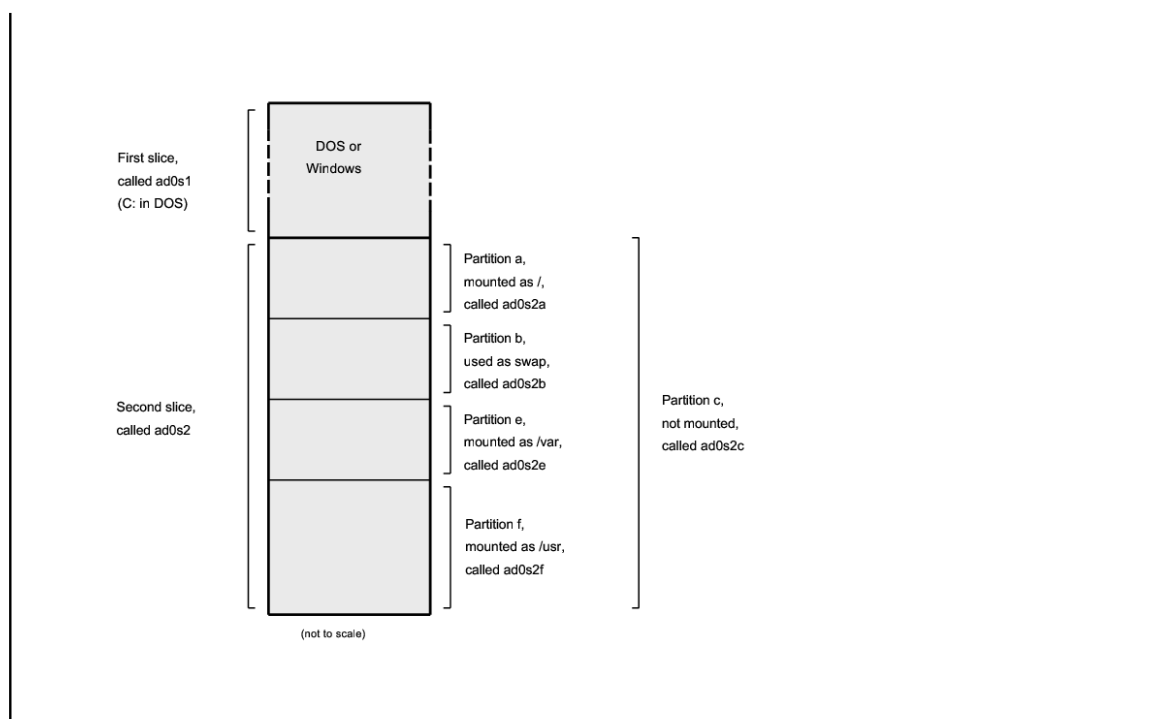 DOS or
Windows
First slice,
called ad0s1
(C: in DOS)
Partition a,
mounted as /,
called ad0s2a
Partition b,
used as swap,
called ad0s2b
Second slice,
called ad0s2
Partition c,
not mounted,
called ad0s2c
Partition e,
mounted as /var,
called ad0s2e
Partition f,
mounted as /usr,
called ad0s2f
(not to scale)